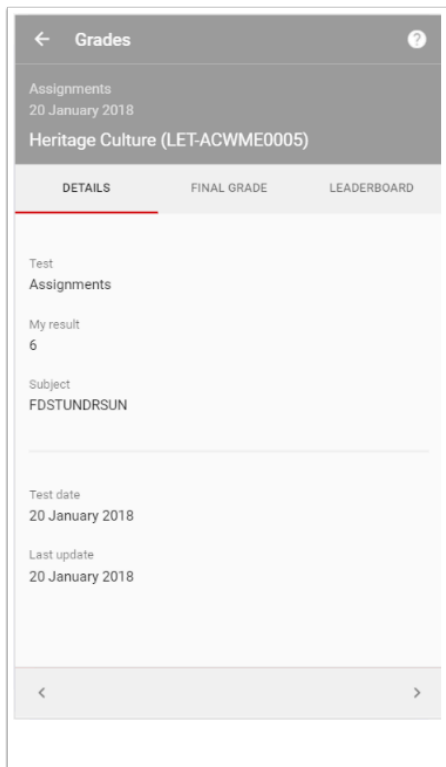 Grades
Assignments
20 January 2018
Heritage Culture (LET-ACWME0005)
DETAILS FINAL GRADE LEADERBOARD
Test
Assignments
My result
6
Subject
FDSTUNDRSUN
Test date
20 January 2018
Last update
20 January 2018